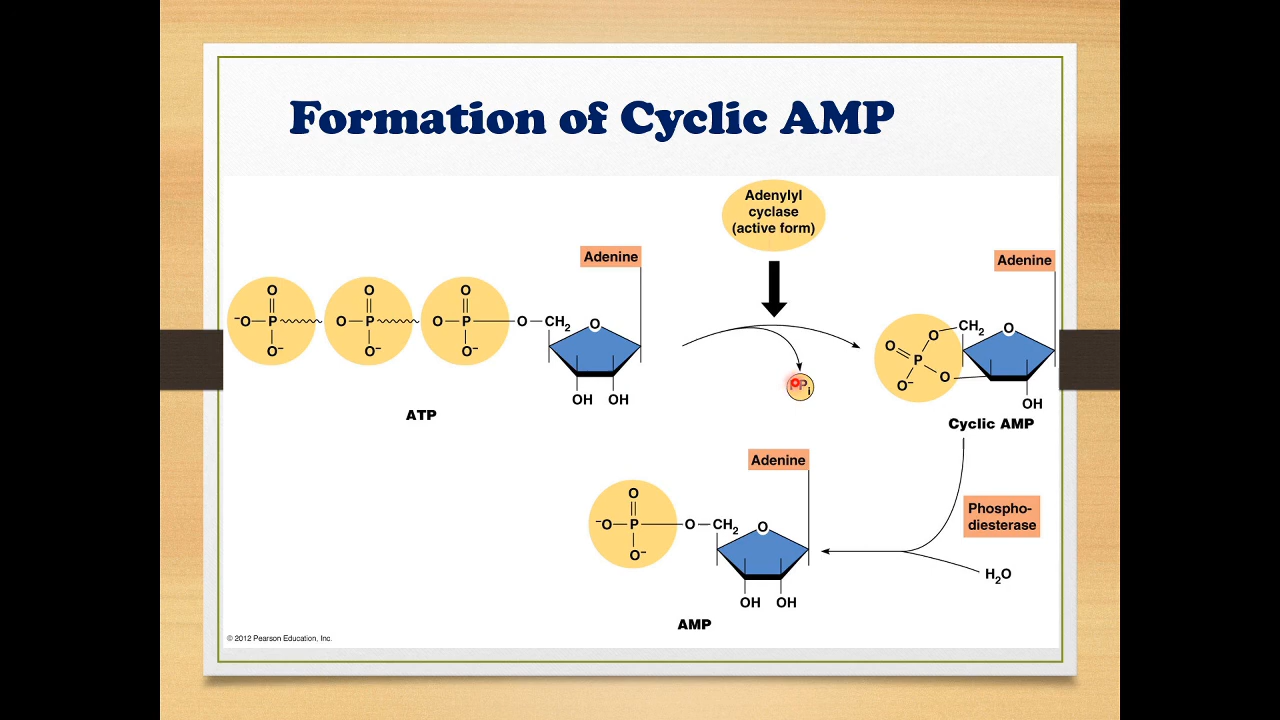 Formation of Cyclic AMP
Adenylyl
cyclase
(active form)
Adenine
O O O
⁻O—P O—P O—P—O—CH₂ O
O⁻ O⁻ O⁻
OH OH
ATP
PPi
Adenine
O CH₂ O
O P
O⁻ O
OH
Cyclic AMP
Adenine
O
⁻O—P—O—CH₂ O
O⁻
OH OH
AMP
Phospho-
diesterase
H₂O
© 2012 Pearson Education, Inc.